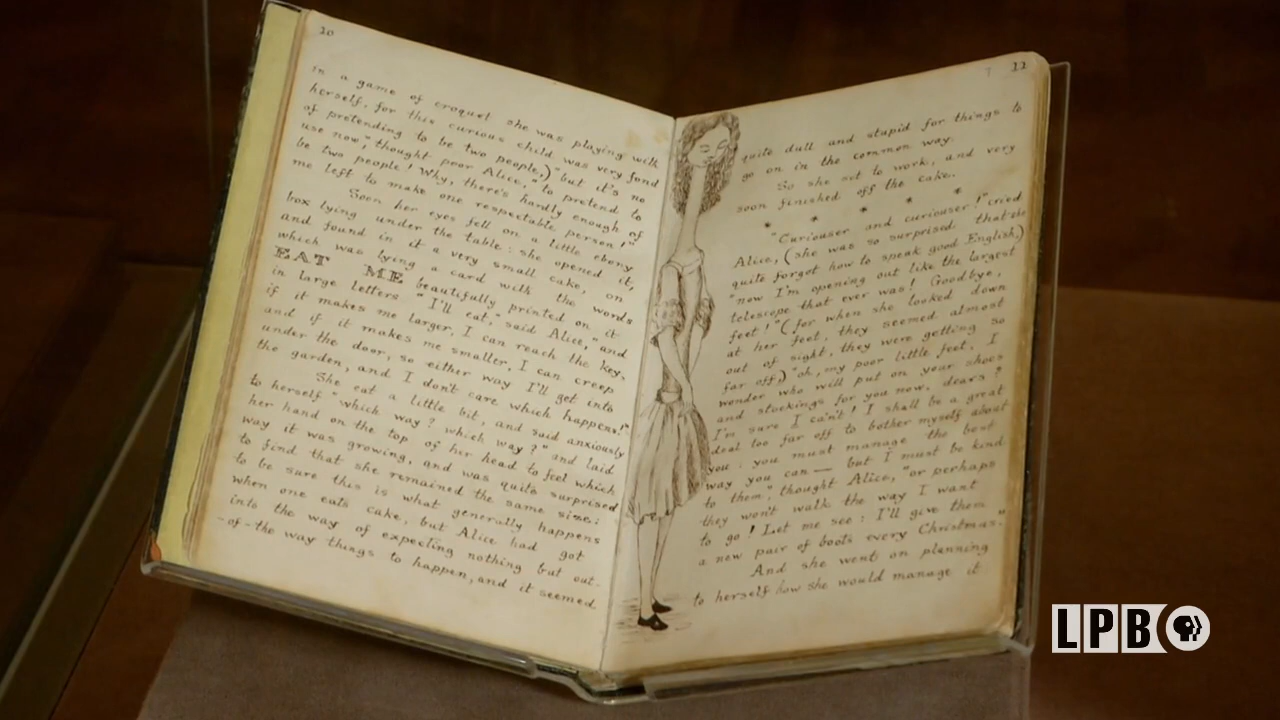 10
in a game of croquet she was playing with
herself, for this curious child was very fond
of pretending to be two people,) "but it's no
use now," thought poor Alice, "to pretend to
be two people! Why, there's hardly enough of
me left to make one respectable person!"
Soon her eyes fell on a little ebony
box lying under the table: she opened it,
and found in it a very small cake, on
which was lying a card with the words
EAT ME beautifully printed on it
in large letters "I'll eat," said Alice, "and
if it makes me larger, I can reach the key,
and if it makes me smaller, I can creep
under the door, so either way I'll get into
the garden, and I don't care which happens!"
She eat a little bit, and said anxiously
to herself "which way? which way?" and laid
her hand on the top of her head to feel which
way it was growing, and was quite surprised
to find that she remained the same size:
to be sure this is what generally happens
when one eats cake, but Alice had got
into the way of expecting nothing but out-
-of-the way things to happen, and it seemed
11
quite dull and stupid for things to
go on in the common way.
So she set to work, and very
soon finished off the cake.
* * * *
"Curiouser and curiouser!" cried
Alice, (she was so surprised that she
quite forgot how to speak good English,)
"now I'm opening out like the largest
telescope that ever was! Goodbye,
feet!" (for when she looked down
at her feet, they seemed almost
out of sight, they were getting so
far off,) "oh, my poor little feet, I
wonder who will put on your shoes
and stockings for you now, dears?
I'm sure I can't! I shall be a great
deal too far off to bother myself about
you: you must manage the best
way you can — but I must be kind
to them," thought Alice, "or perhaps
they won't walk the way I want
to go! Let me see: I'll give them
a new pair of boots every Christmas."
And she went on planning
to herself how she would manage it
LPB